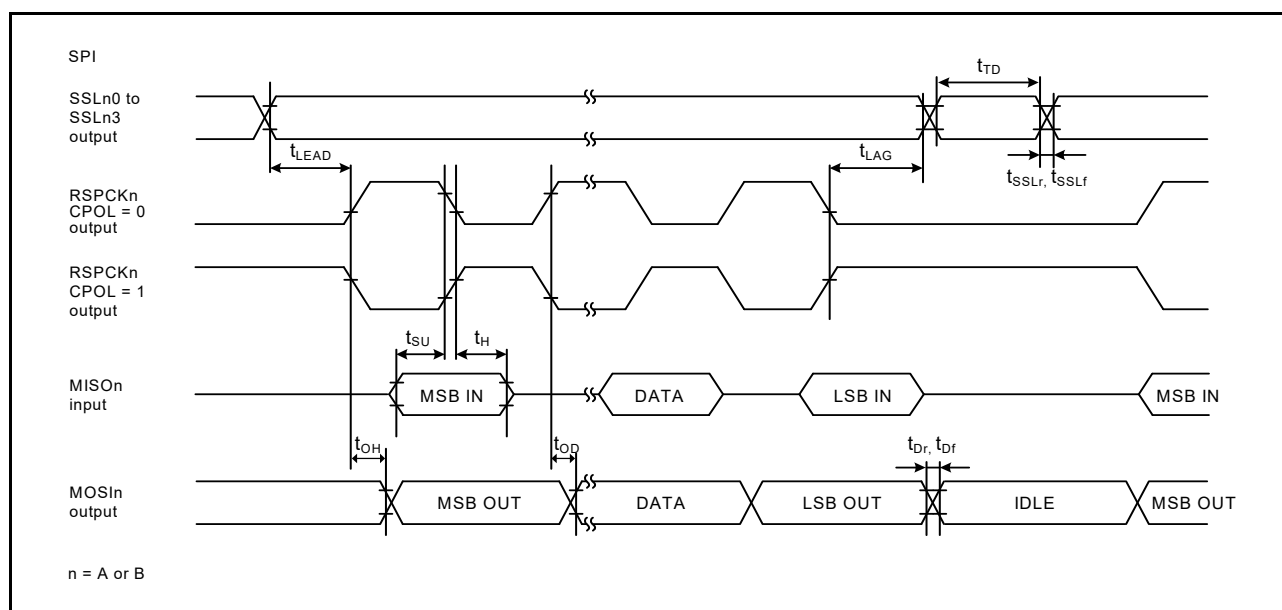 SPI
SSLn0 to
SSLn3
output
tTD
tLEAD
tLAG
tSSLr, tSSLf
RSPCKn
CPOL = 0
output
RSPCKn
CPOL = 1
output
tSU
tH
MISOn
input
MSB IN
DATA
LSB IN
MSB IN
tOH
tOD
tDr, tDf
MOSIn
output
MSB OUT
DATA
LSB OUT
IDLE
MSB OUT
n = A or B